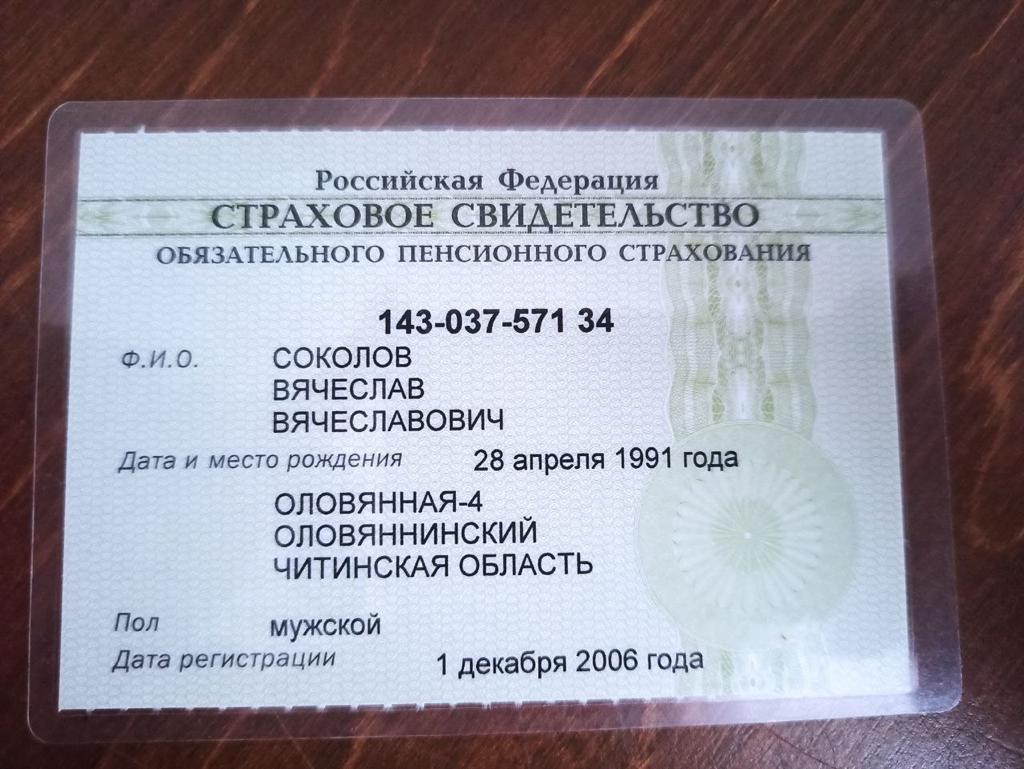 Российская Федерация
СТРАХОВОЕ СВИДЕТЕЛЬСТВО
ОБЯЗАТЕЛЬНОГО ПЕНСИОННОГО СТРАХОВАНИЯ
143-037-571 34
Ф.И.О. СОКОЛОВ
ВЯЧЕСЛАВ
ВЯЧЕСЛАВОВИЧ
Дата и место рождения 28 апреля 1991 года
ОЛОВЯННАЯ-4
ОЛОВЯННИНСКИЙ
ЧИТИНСКАЯ ОБЛАСТЬ
Пол мужской
Дата регистрации 1 декабря 2006 года